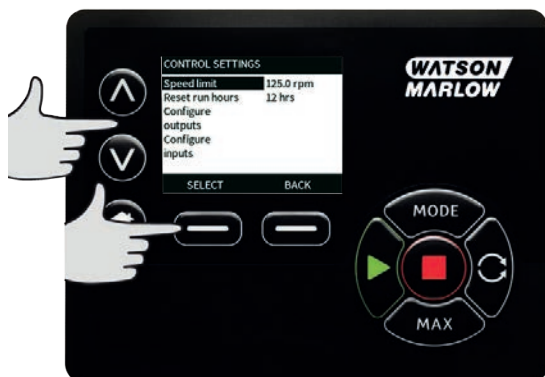 CONTROL SETTINGS
Speed limit 125.0 rpm
Reset run hours 12 hrs
Configure
outputs
Configure
inputs
SELECT BACK
WATSON
MARLOW
MODE
MAX